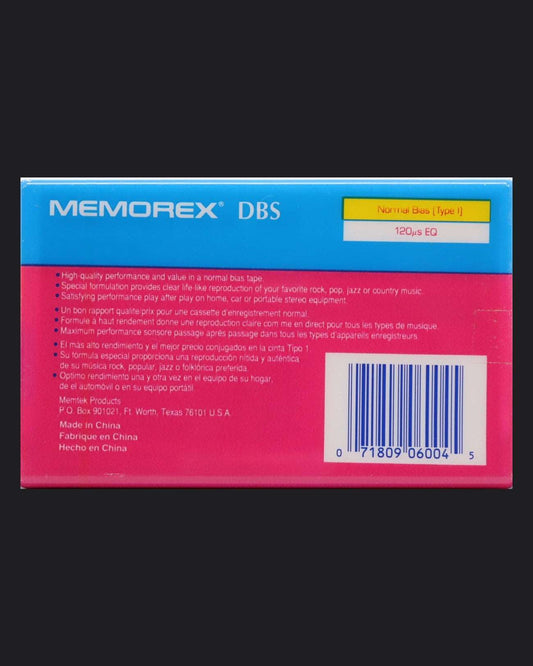 MEMOREX® DBS
Normal Bias [Type I]
120µs EQ
• High quality performance and value in a normal bias tape.
• Special formulation provides clear life-like reproduction of your favorite rock, pop, jazz or country music.
• Satisfying performance play after play on home, car or portable stereo equipment.
• Un bon rapport qualite/prix pour une cassette d'enregistrement normal.
• Formule à haut rendement donne une reproduction claire com me en direct pour tous les types de musique.
• Maximum performance sonsore passage après passage dans tous les types d'appareils enregistreurs.
• El más alto rendimiento y el mejor precio conjugados en la cinta Tipo 1.
• Su fórmula especial proporciona una reproducción nítida y auténtica
de su música rock, popular, jazz o folklórica preferida.
• Optimo rendimiento una y otra vez en el equipo de su hogar,
de el automóvil o en su equipo portátil.
Memtek Products
P.O. Box 901021, Ft. Worth, Texas 76101 U.S.A.
Made in China
Fabrique en China
Hecho en China
0 71809 06004 5